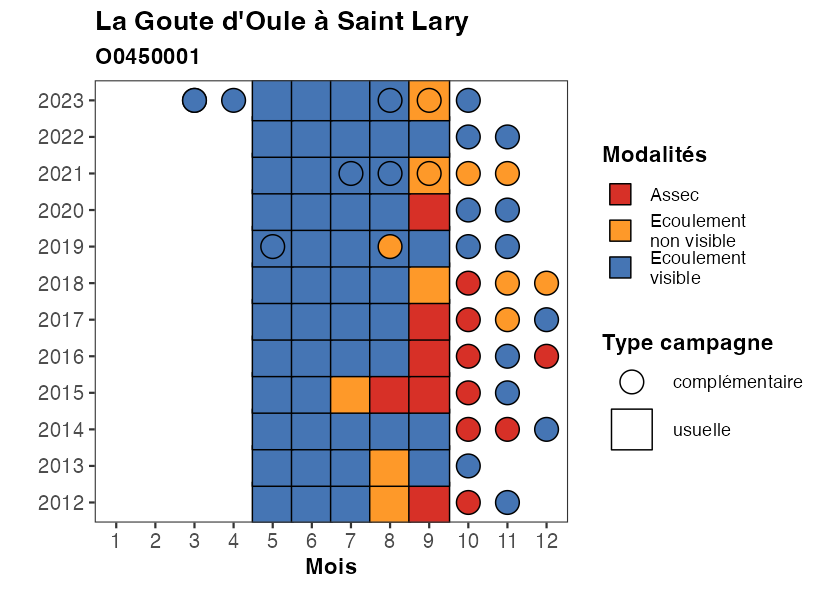 La Goute d'Oule à Saint Lary
O0450001
2023
2022
2021
2020
2019
2018
2017
2016
2015
2014
2013
2012
1 2 3 4 5 6 7 8 9 10 11 12
Mois
Modalités
Assec
Ecoulement
non visible
Ecoulement
visible
Type campagne
complémentaire
usuelle